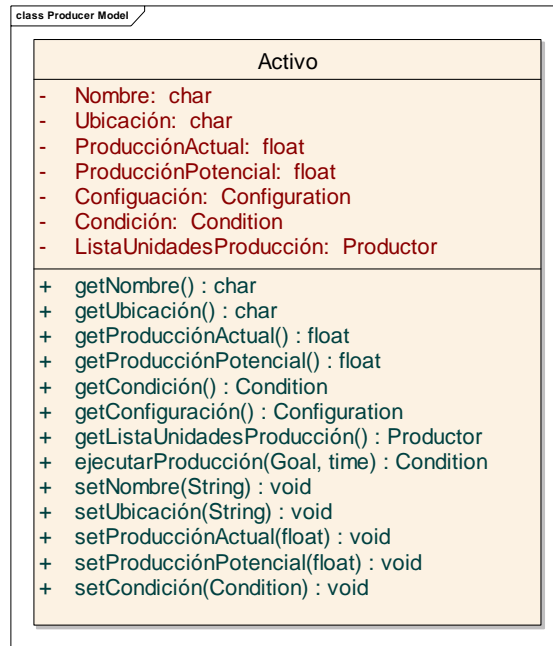 class Producer Model
Activo
- Nombre: char
- Ubicación: char
- ProducciónActual: float
- ProducciónPotencial: float
- Configuación: Configuration
- Condición: Condition
- ListaUnidadesProducción: Productor
+ getNombre() : char
+ getUbicación() : char
+ getProducciónActual() : float
+ getProducciónPotencial() : float
+ getCondición() : Condition
+ getConfiguración() : Configuration
+ getListaUnidadesProducción() : Productor
+ ejecutarProducción(Goal, time) : Condition
+ setNombre(String) : void
+ setUbicación(String) : void
+ setProducciónActual(float) : void
+ setProducciónPotencial(float) : void
+ setCondición(Condition) : void